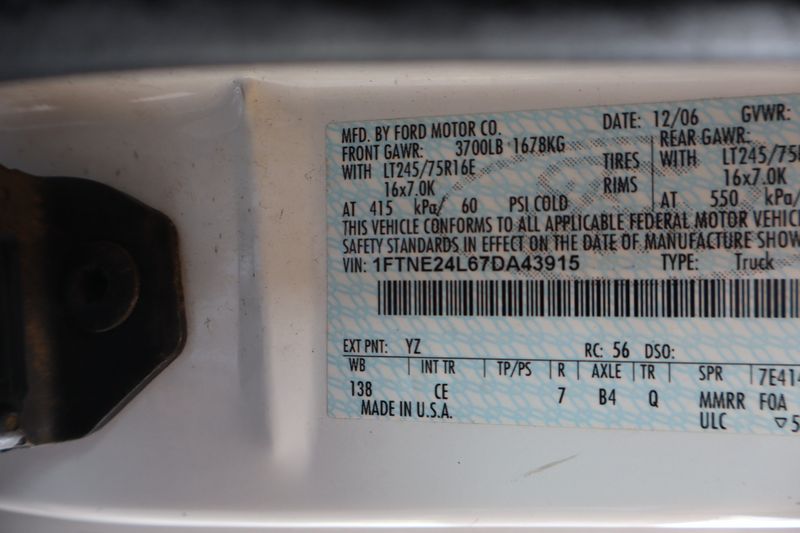 MFD. BY FORD MOTOR CO. DATE: 12/06 GVWR:
FRONT GAWR: 3700LB 1678KG REAR GAWR:
WITH LT245/75R16E TIRES WITH LT245/75
16x7.0K RIMS 16x7.0K
AT 415 kPa/ 60 PSI COLD AT 550 kPa/
THIS VEHICLE CONFORMS TO ALL APPLICABLE FEDERAL MOTOR VEHIC
SAFETY STANDARDS IN EFFECT ON THE DATE OF MANUFACTURE SHOW
VIN: 1FTNE24L67DA43915 TYPE: Truck
EXT PNT: YZ RC: 56 DSO:
WB INT TR TP/PS R AXLE TR SPR 7E414
138 CE 7 B4 Q MMRR FOA
MADE IN U.S.A. ULC ▽5